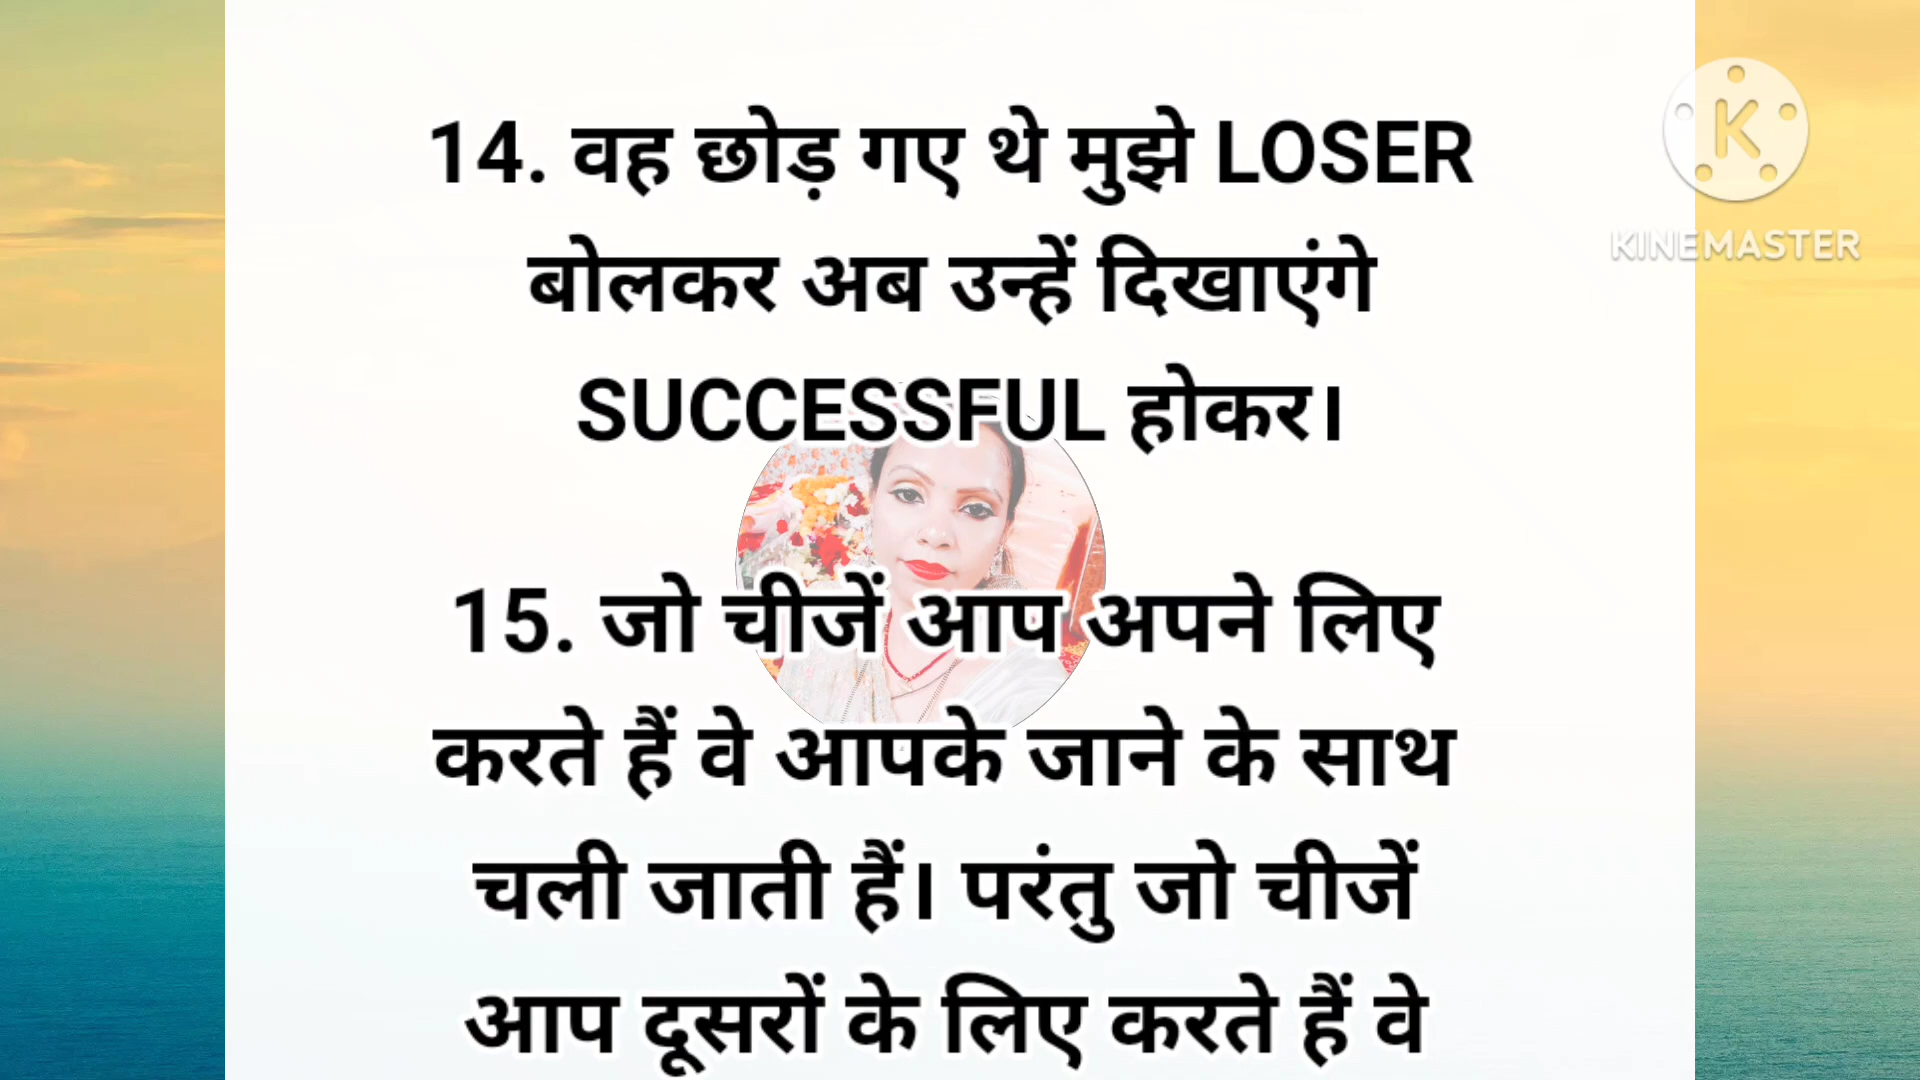 14. वह छोड़ गए थे मुझे LOSER
बोलकर अब उन्हें दिखाएंगे
SUCCESSFUL होकर।
15. जो चीजें आप अपने लिए
करते हैं वे आपके जाने के साथ
चली जाती हैं। परंतु जो चीजें
आप दूसरों के लिए करते हैं वे
K
KINEMASTER